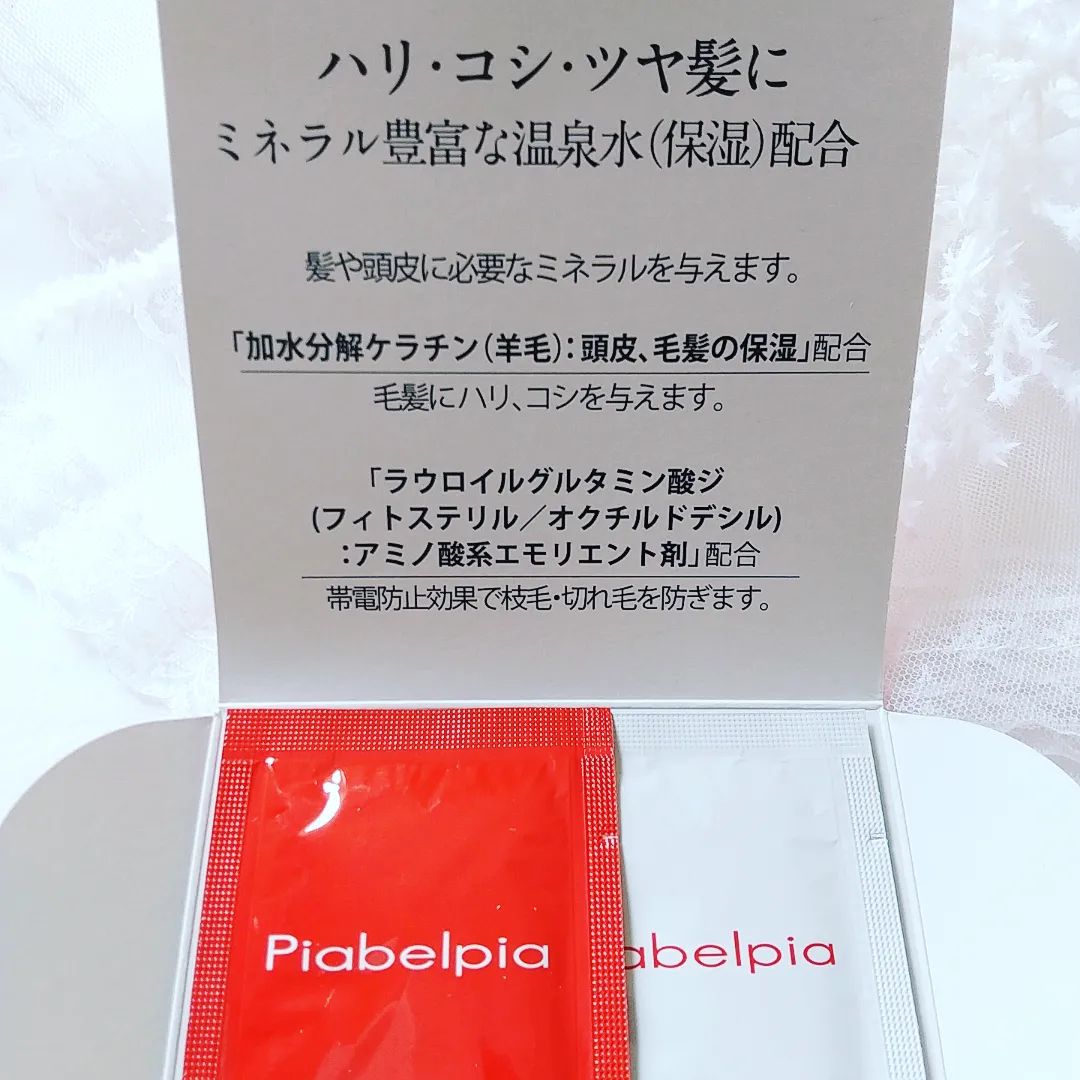 ハリ・コシ・ツヤ髪に
ミネラル豊富な温泉水(保湿)配合
髪や頭皮に必要なミネラルを与えます。
「加水分解ケラチン(羊毛):頭皮、毛髪の保湿」配合
毛髪にハリ、コシを与えます。
「ラウロイルグルタミン酸ジ
(フィトステリル/オクチルドデシル)
:アミノ酸系エモリエント剤」配合
帯電防止効果で枝毛・切れ毛を防ぎます。
Piabelpia
abelpia